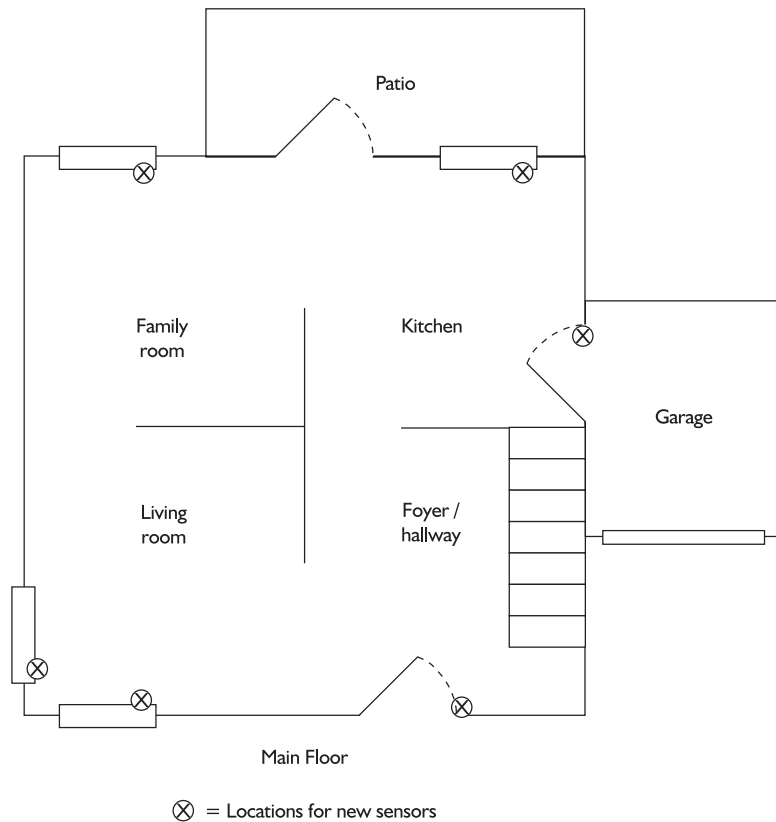 Patio
Family
room
Kitchen
Garage
Living
room
Foyer /
hallway
Main Floor
= Locations for new sensors